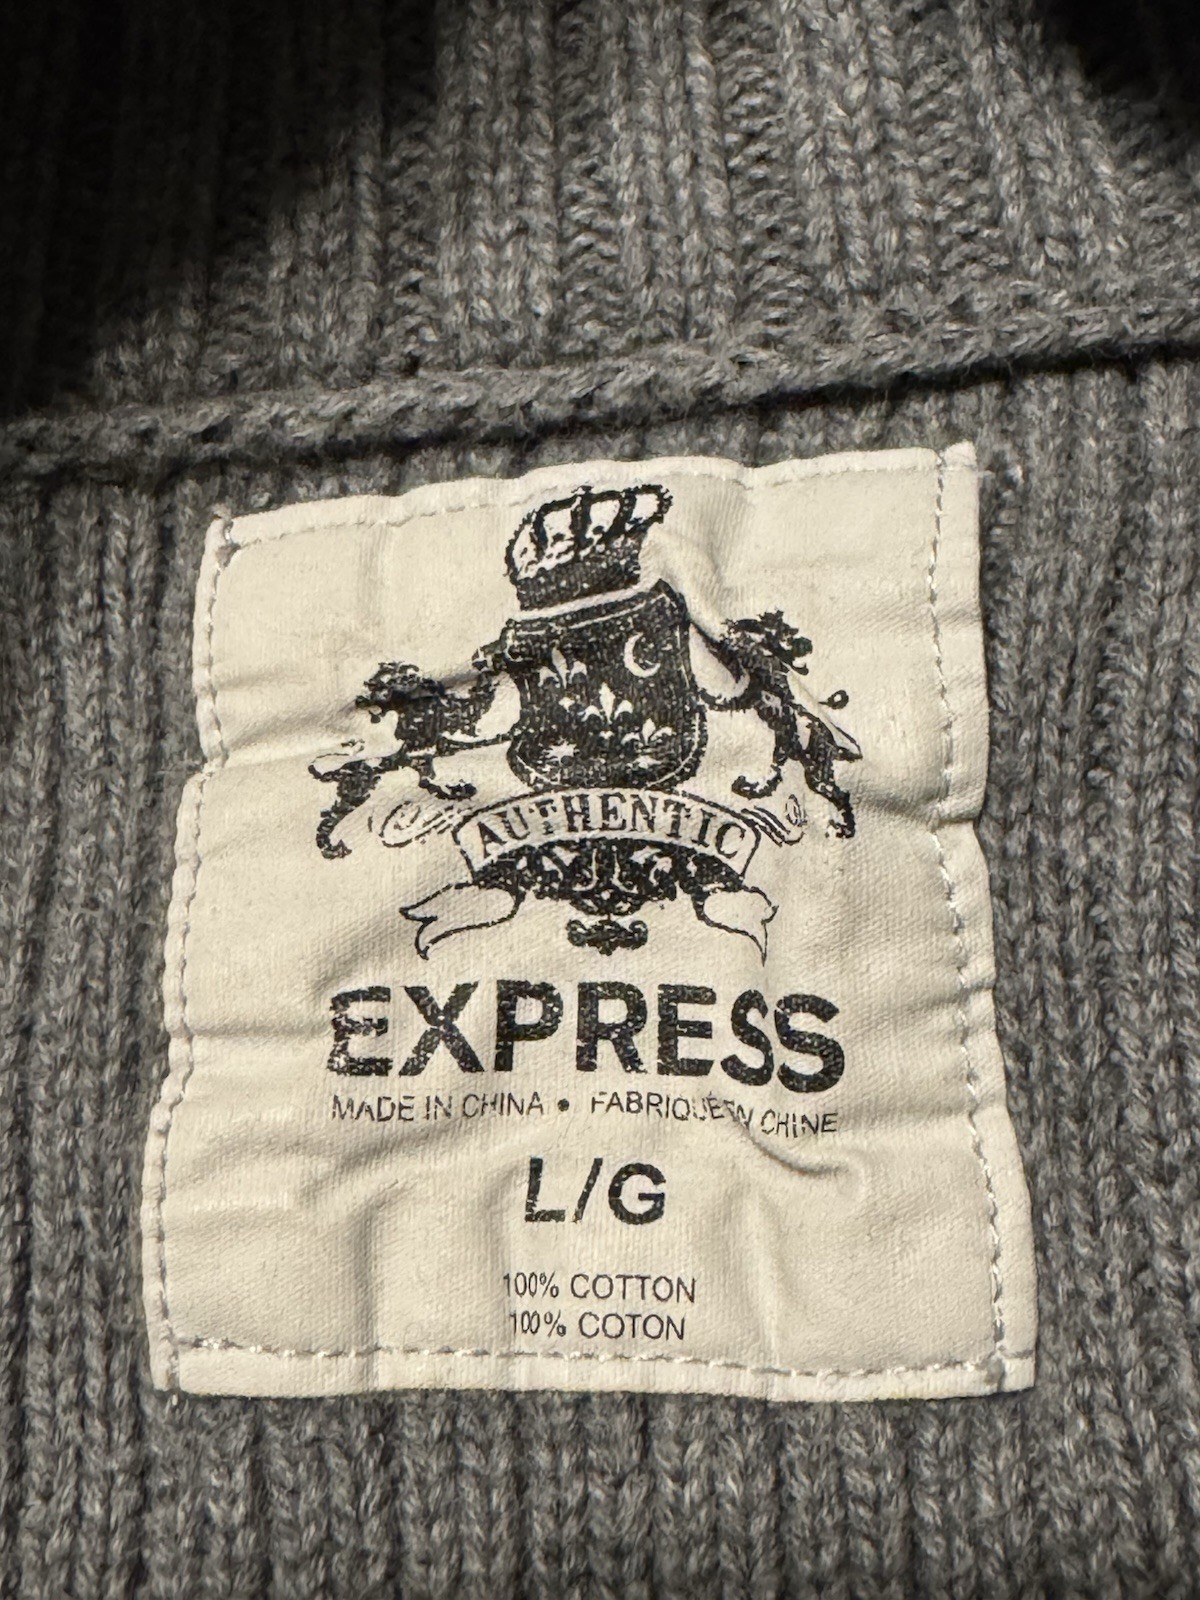 AUTHENTIC
EXPRESS
MADE IN CHINA • FABRIQUÉ EN CHINE
L/G
100% COTTON
100% COTON